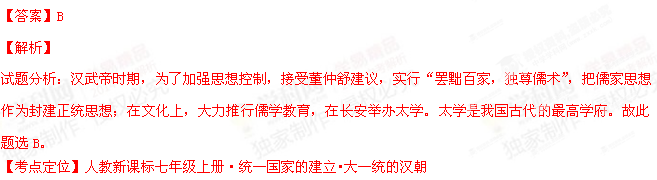 【答案】B
【解析】
试题分析：汉武帝时期，为了加强思想控制，接受董仲舒建议，实行“罢黜百家，独尊儒术”，把儒家思想
作为封建正统思想；在文化上，大力推行儒学教育，在长安举办太学。太学是我国古代的最高学府。故此
题选 B。
【考点定位】人教新课标七年级上册·统一国家的建立·大一统的汉朝